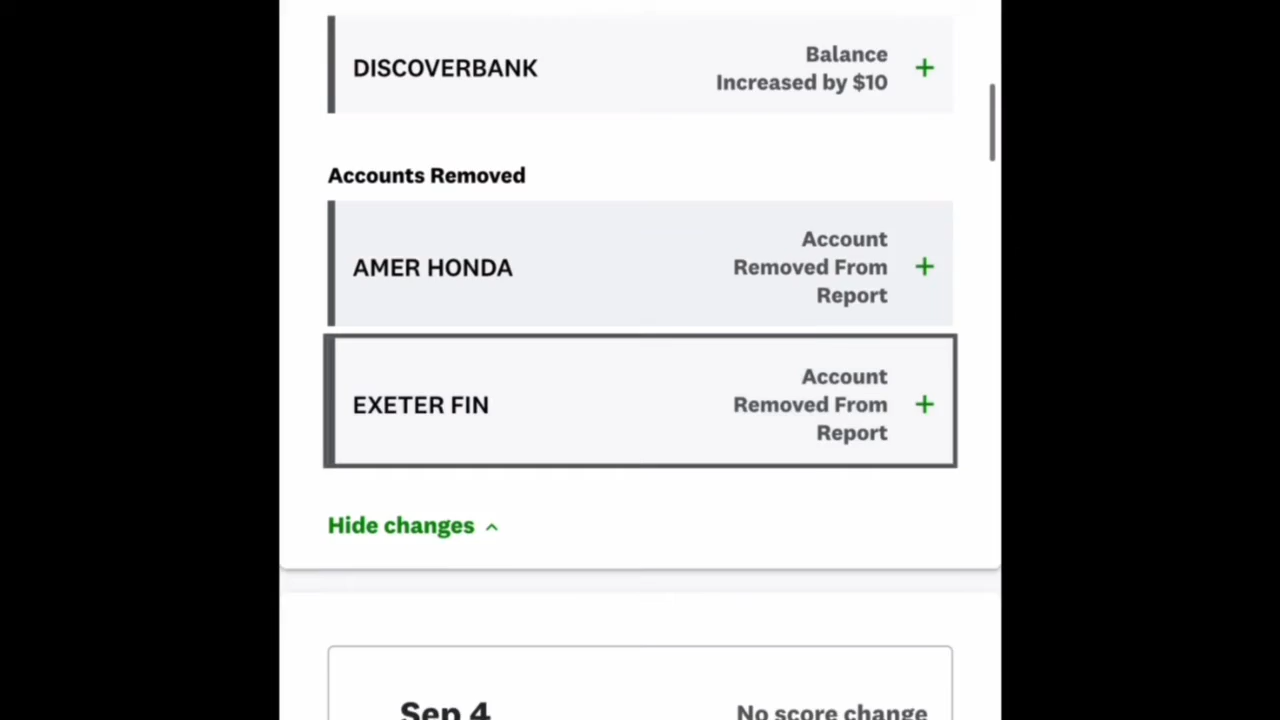 DISCOVERBANK
Balance
Increased by $10
+
Accounts Removed
AMER HONDA
Account
Removed From
Report
+
EXETER FIN
Account
Removed From
Report
+
Hide changes
Sep 4
No score change